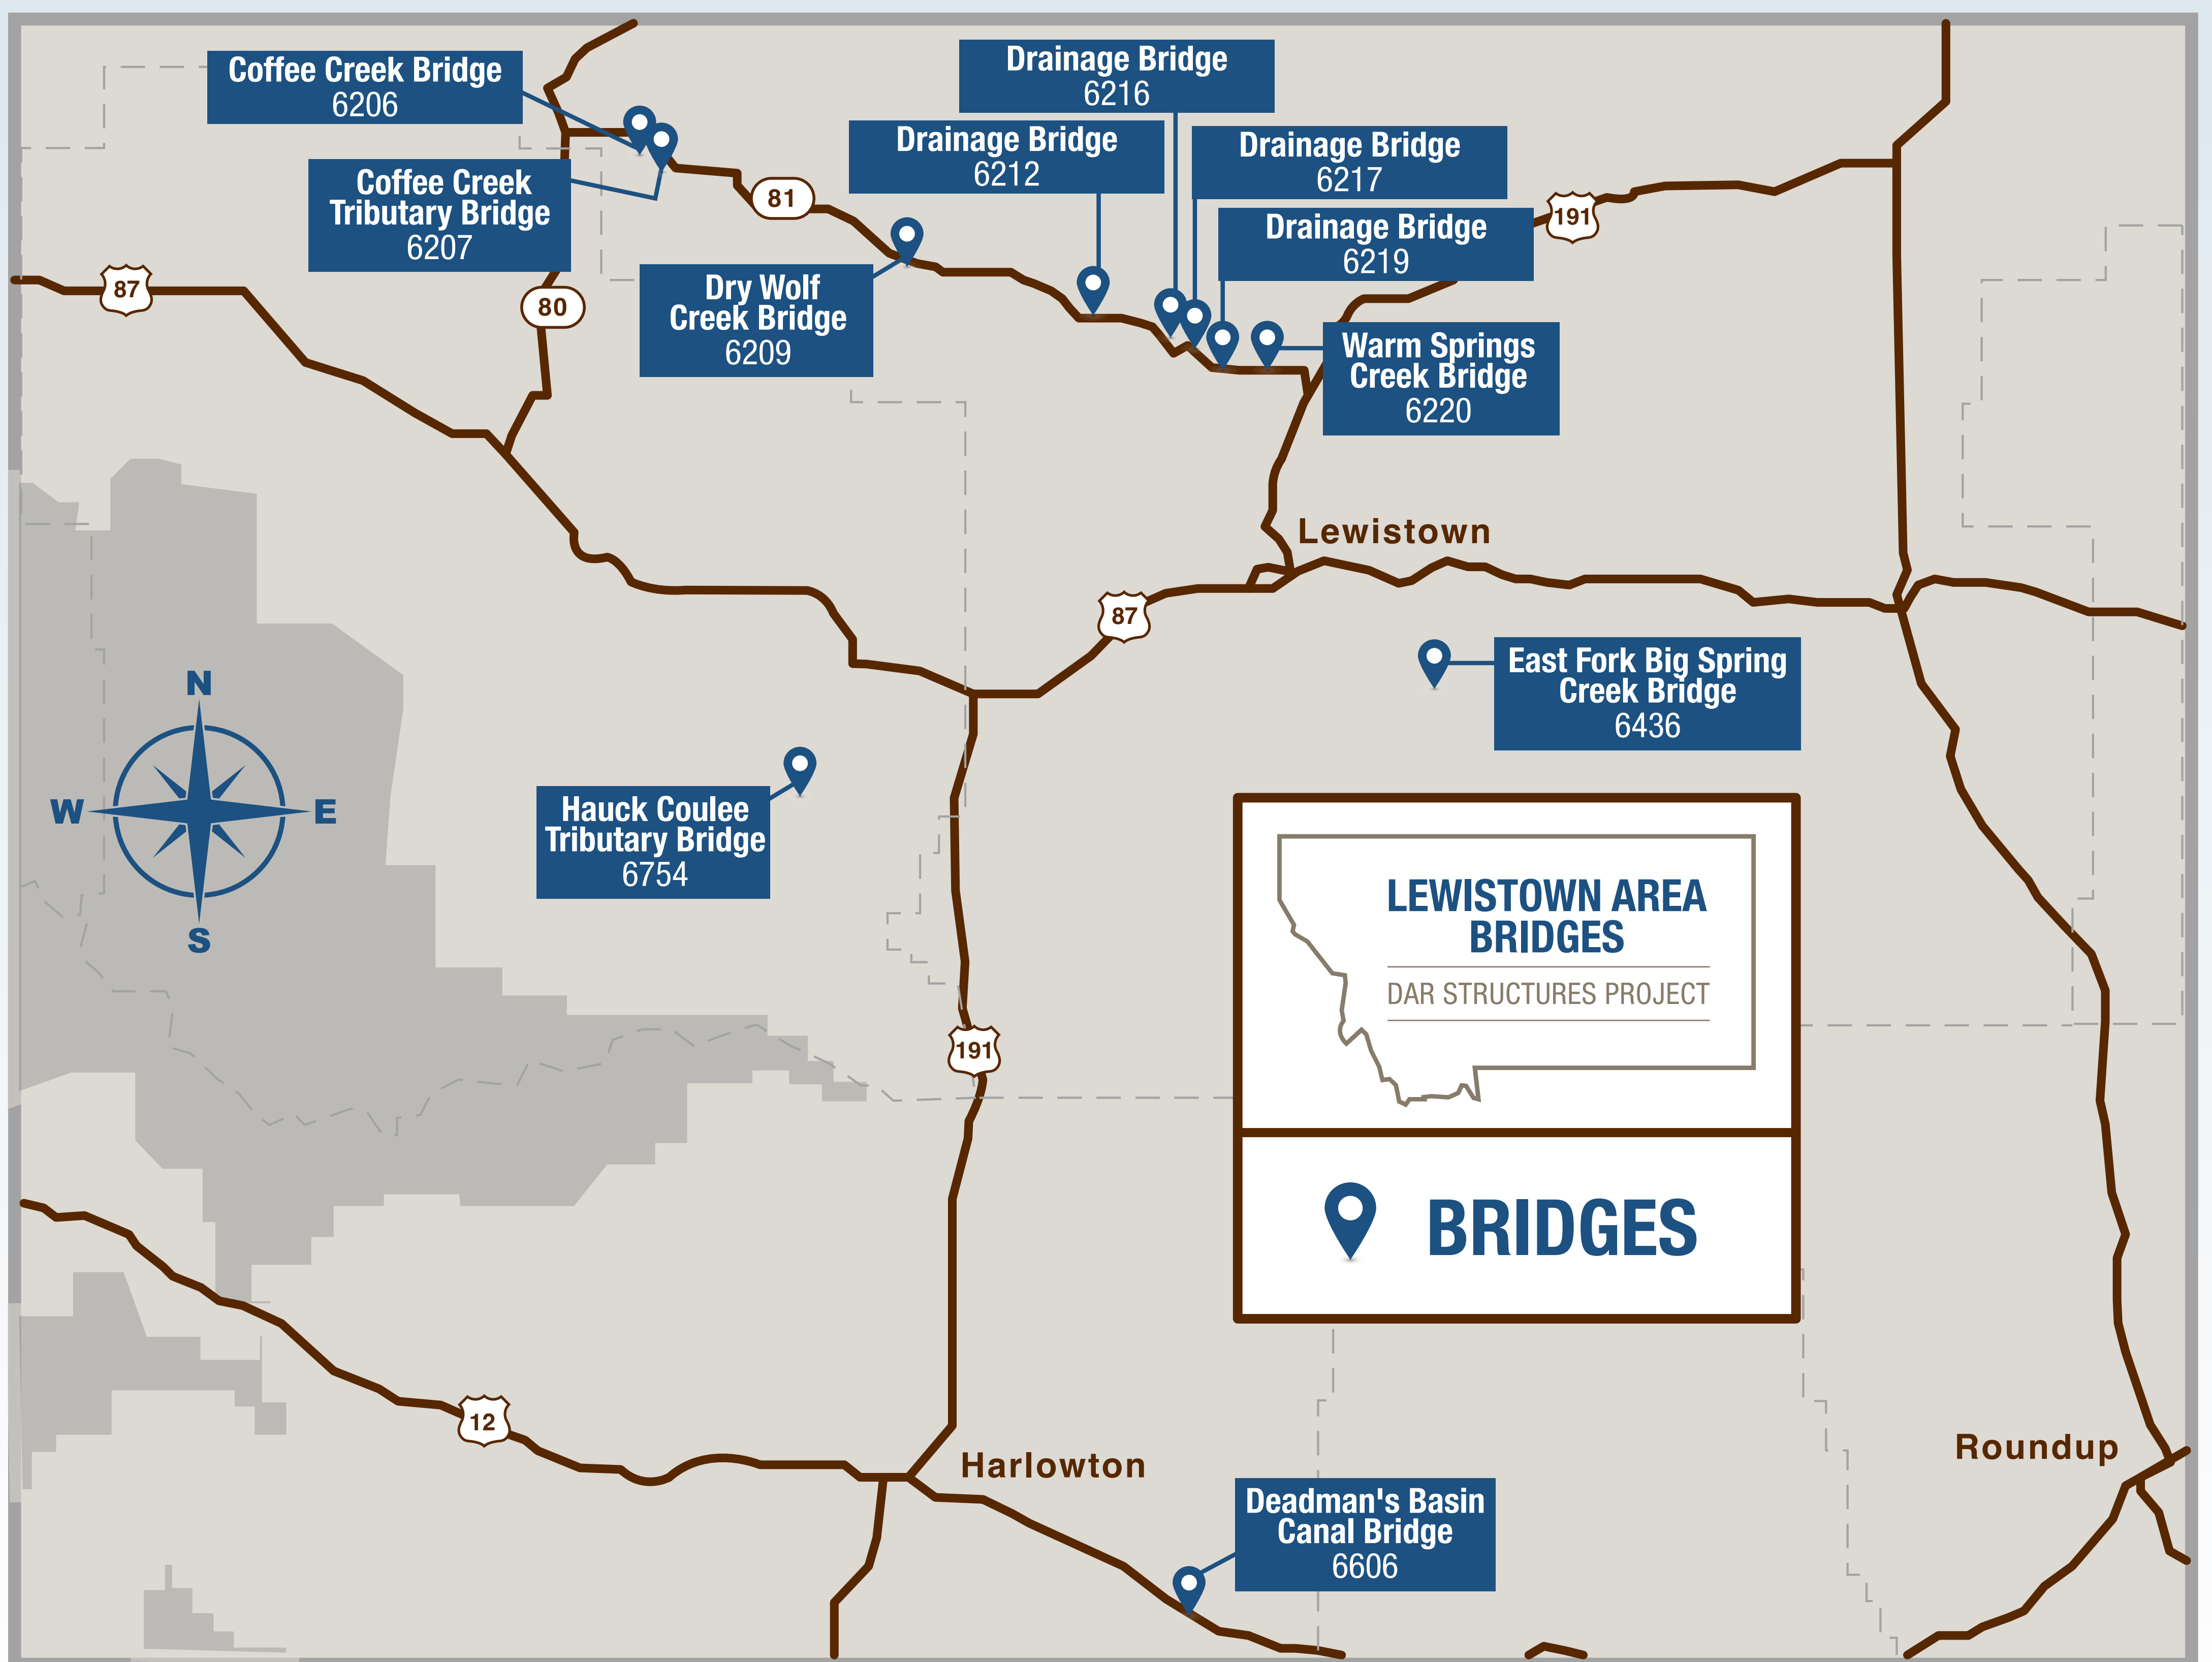 Coffee Creek Bridge
6206
Coffee Creek
Tributary Bridge
6207
Drainage Bridge
6216
Drainage Bridge
6212
Drainage Bridge
6217
Drainage Bridge
6219
81
191
87
80
Dry Wolf
Creek Bridge
6209
Warm Springs
Creek Bridge
6220
Lewistown
87
East Fork Big Spring
Creek Bridge
6436
N
W
E
S
Hauck Coulee
Tributary Bridge
6754
LEWISTOWN AREA
BRIDGES
DAR STRUCTURES PROJECT
191
BRIDGES
12
Harlowton
Roundup
Deadman's Basin
Canal Bridge
6606